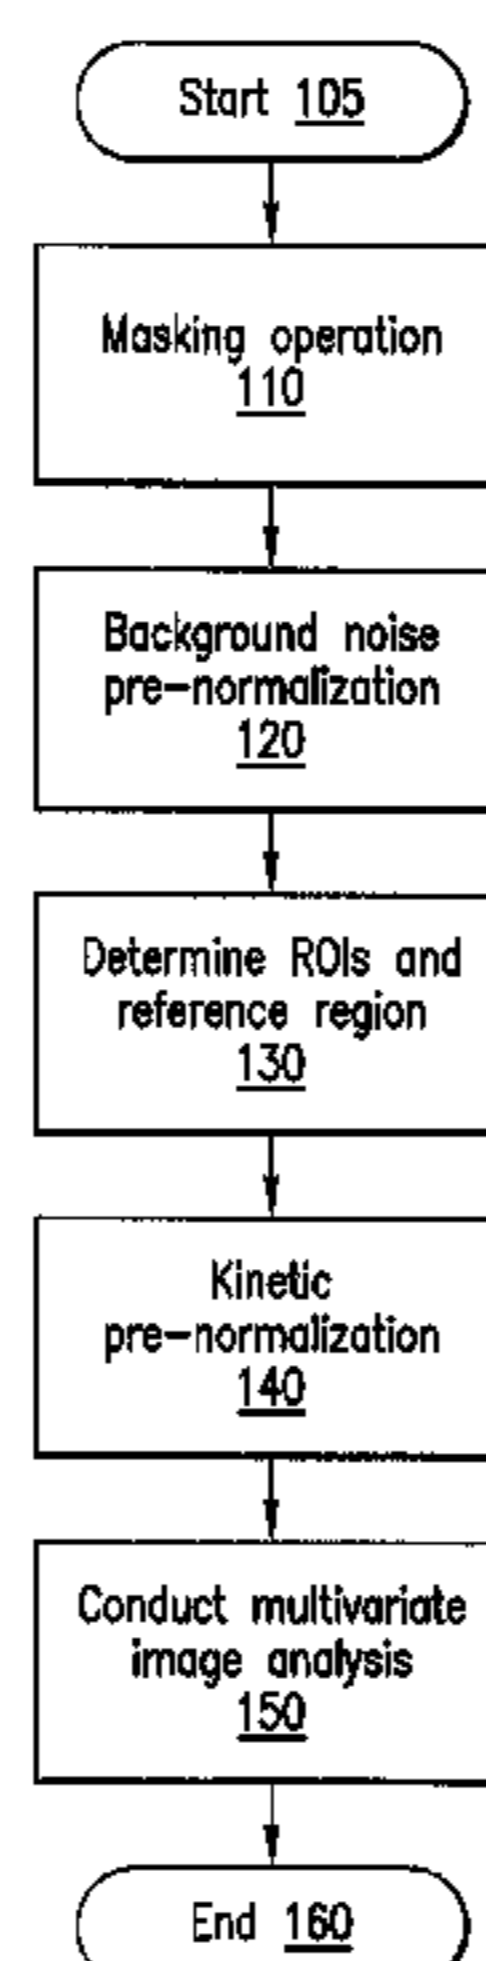 Start 105
Masking operation
110
Background noise
pre-normalization
120
Determine ROIs and
reference region
130
Kinetic
pre-normalization
140
Conduct multivariate
image analysis
150
End 160